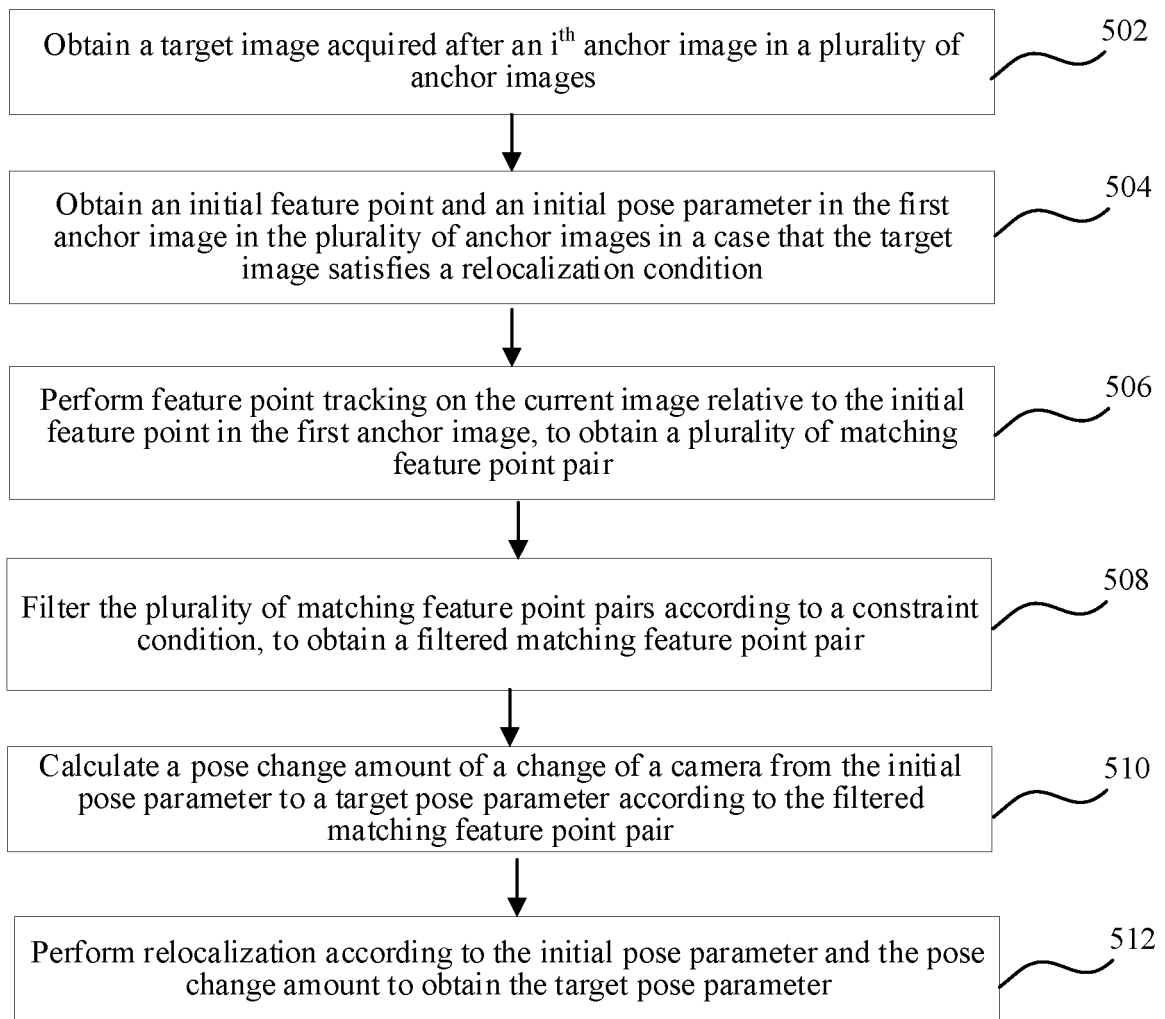 Obtain a target image acquired after an ith anchor image in a plurality of
anchor images
502
Obtain an initial feature point and an initial pose parameter in the first
anchor image in the plurality of anchor images in a case that the target
image satisfies a relocalization condition
504
Perform feature point tracking on the current image relative to the initial
feature point in the first anchor image, to obtain a plurality of matching
feature point pair
506
Filter the plurality of matching feature point pairs according to a constraint
condition, to obtain a filtered matching feature point pair
508
Calculate a pose change amount of a change of a camera from the initial
pose parameter to a target pose parameter according to the filtered
matching feature point pair
510
Perform relocalization according to the initial pose parameter and the pose
change amount to obtain the target pose parameter
512